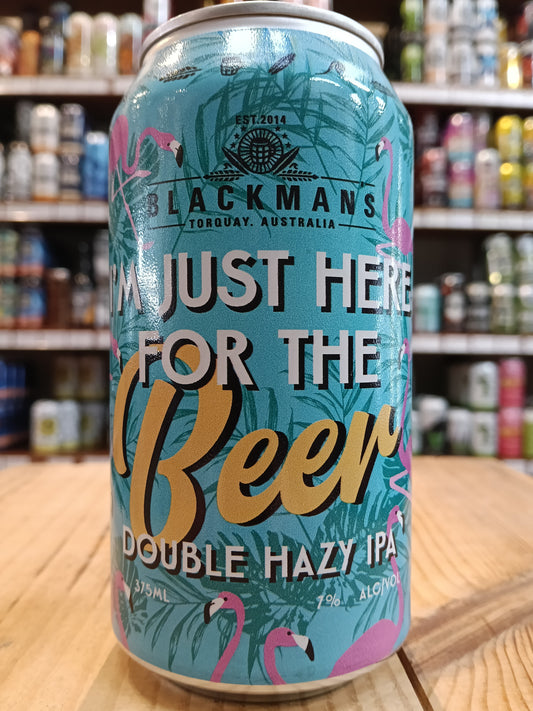 EST. 2014
BLACKMANS
TORQUAY. AUSTRALIA
I'M JUST HERE
FOR THE
Beer
DOUBLE HAZY IPA
375ML 7% ALC/VOL